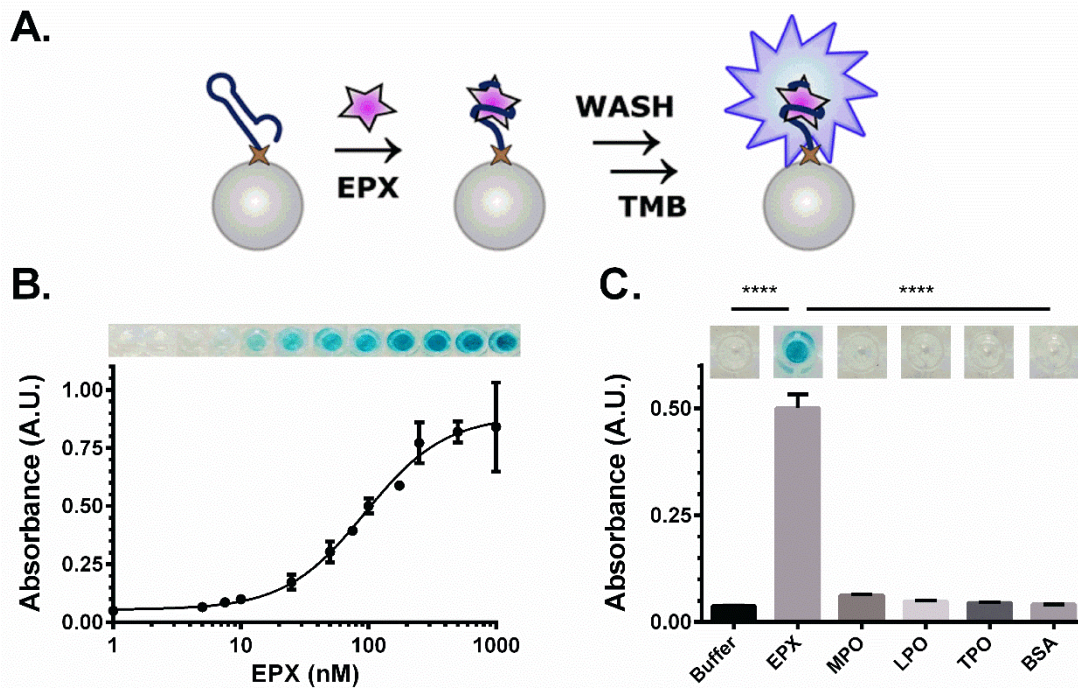 A.
EPX
WASH
TMB
B.
Absorbance (A.U.)
1.00
0.75
0.50
0.25
0.00
1 10 100 1000
EPX (nM)
C.
**** ****
Absorbance (A.U.)
0.50
0.25
0.00
Buffer EPX MPO LPO TPO BSA